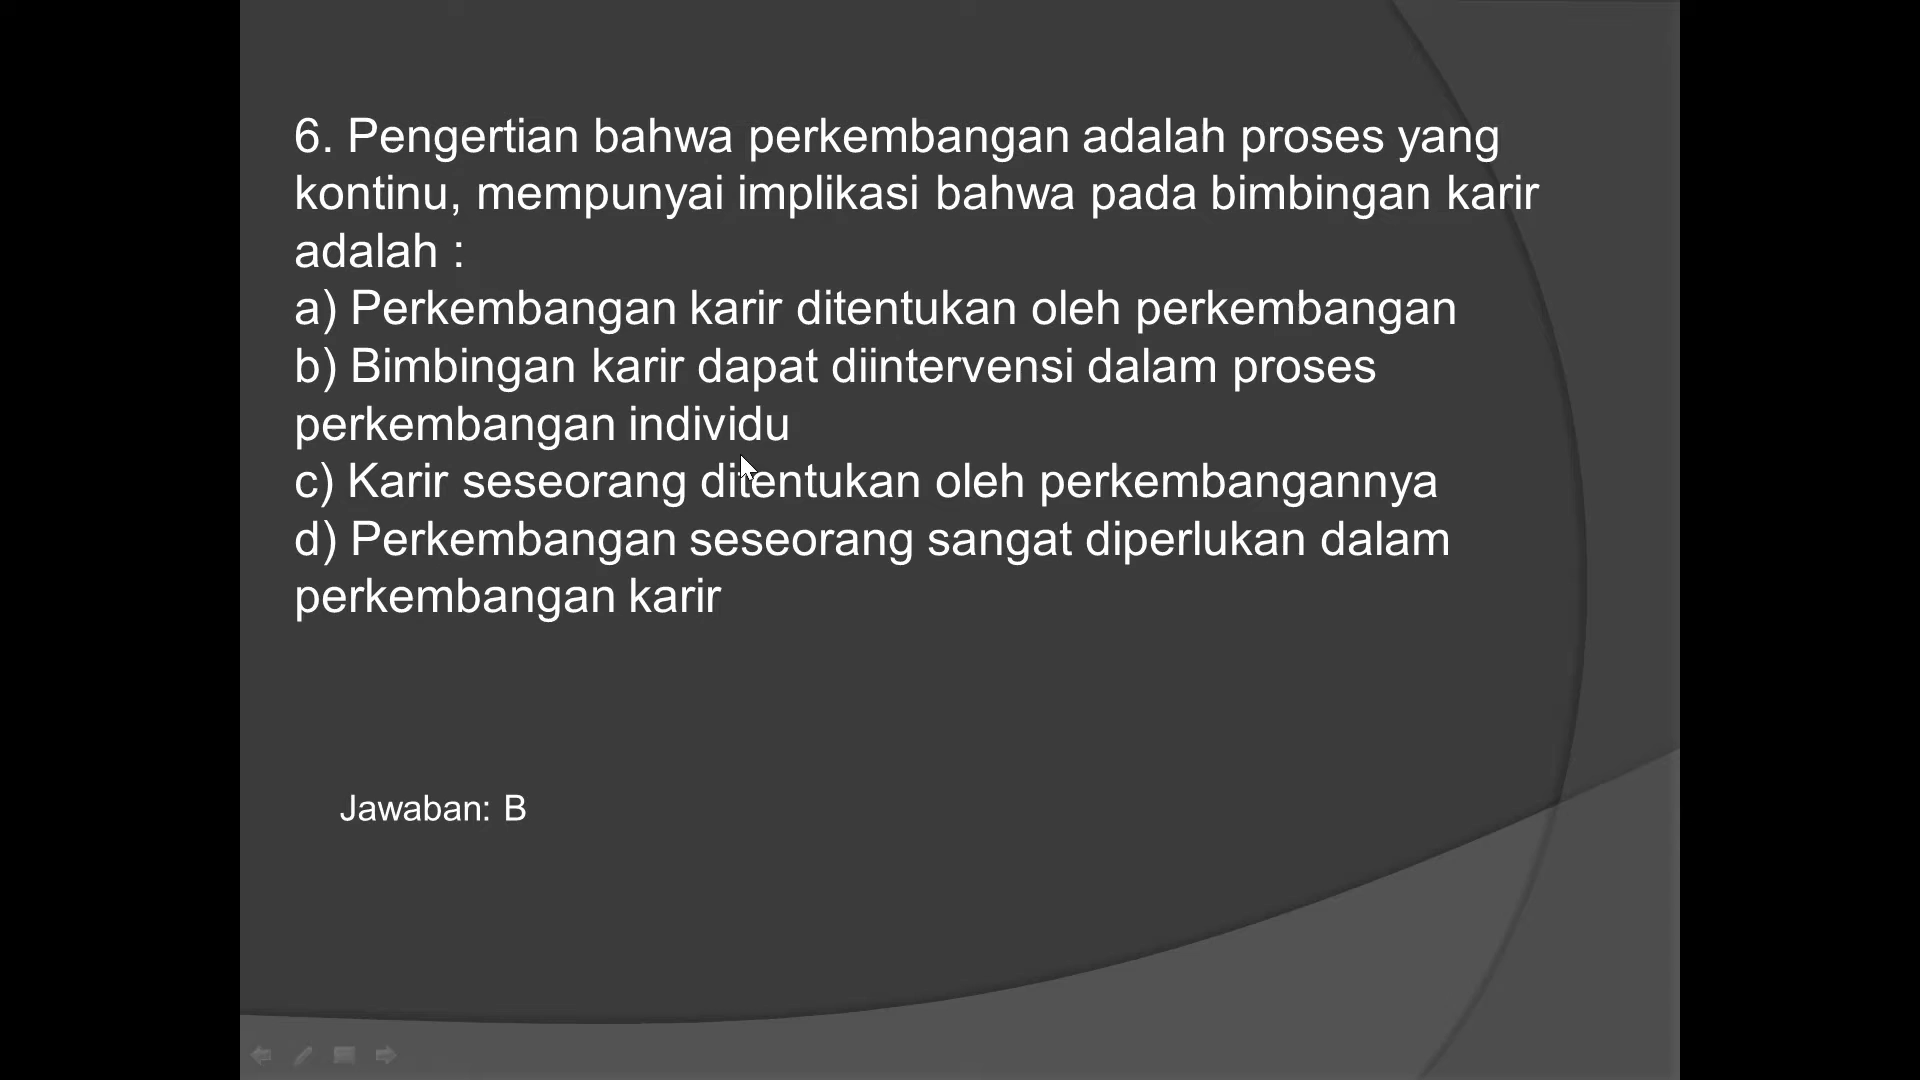 6. Pengertian bahwa perkembangan adalah proses yang
kontinu, mempunyai implikasi bahwa pada bimbingan karir
adalah :
a) Perkembangan karir ditentukan oleh perkembangan
b) Bimbingan karir dapat diintervensi dalam proses
perkembangan individu
c) Karir seseorang ditentukan oleh perkembangannya
d) Perkembangan seseorang sangat diperlukan dalam
perkembangan karir
Jawaban: B